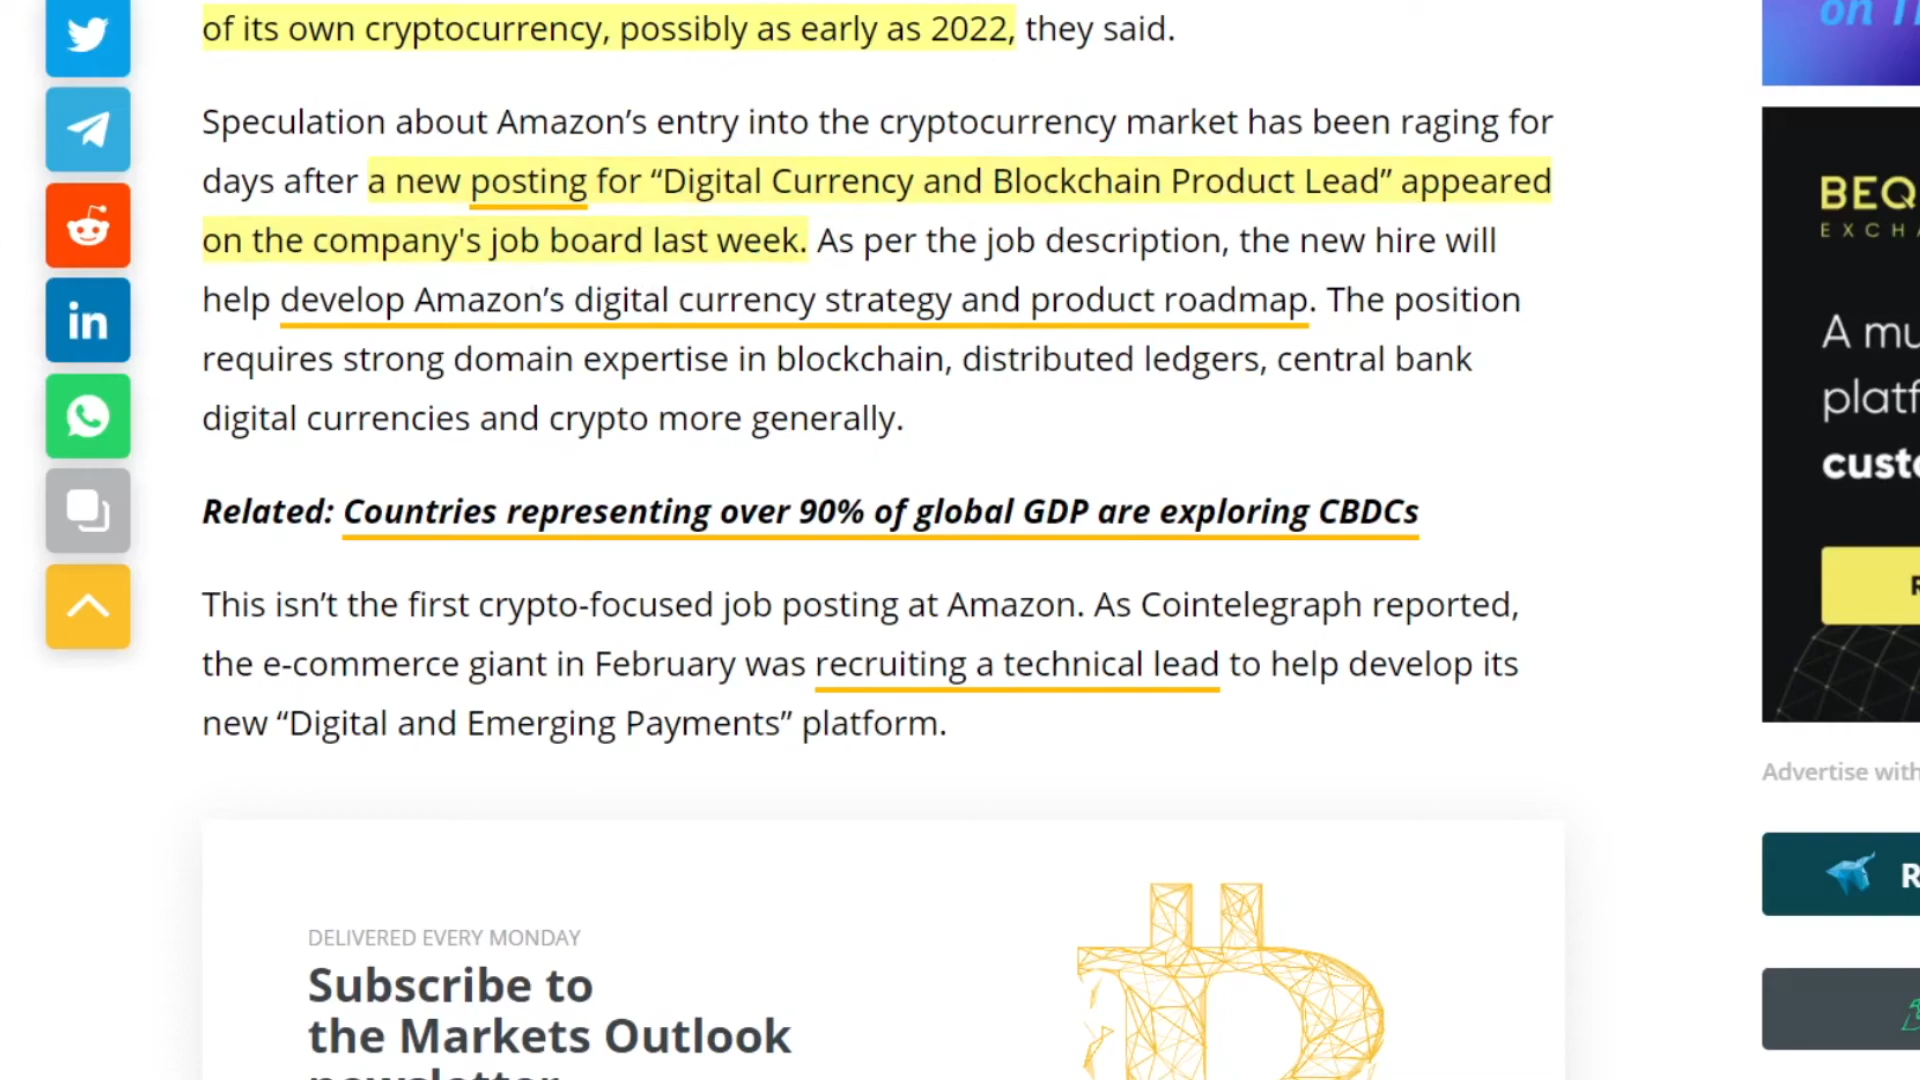 of its own cryptocurrency, possibly as early as 2022, they said.
Speculation about Amazon’s entry into the cryptocurrency market has been raging for
days after a new posting for “Digital Currency and Blockchain Product Lead” appeared
on the company's job board last week. As per the job description, the new hire will
help develop Amazon’s digital currency strategy and product roadmap. The position
requires strong domain expertise in blockchain, distributed ledgers, central bank
digital currencies and crypto more generally.
Related: Countries representing over 90% of global GDP are exploring CBDCs
This isn’t the first crypto-focused job posting at Amazon. As Cointelegraph reported,
the e-commerce giant in February was recruiting a technical lead to help develop its
new “Digital and Emerging Payments” platform.
DELIVERED EVERY MONDAY
Subscribe to
the Markets Outlook
newsletter
in
on
BEQ
EXCHA
A mu
platf
custo
R
Advertise with
R